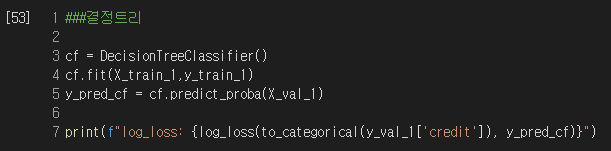 [53] 1 ###결정트리
2
3 cf = DecisionTreeClassifier()
4 cf.fit(X_train_1,y_train_1)
5 y_pred_cf = cf.predict_proba(X_val_1)
6
7 print(f"log_loss: {log_loss(to_categorical(y_val_1['credit']), y_pred_cf)}")